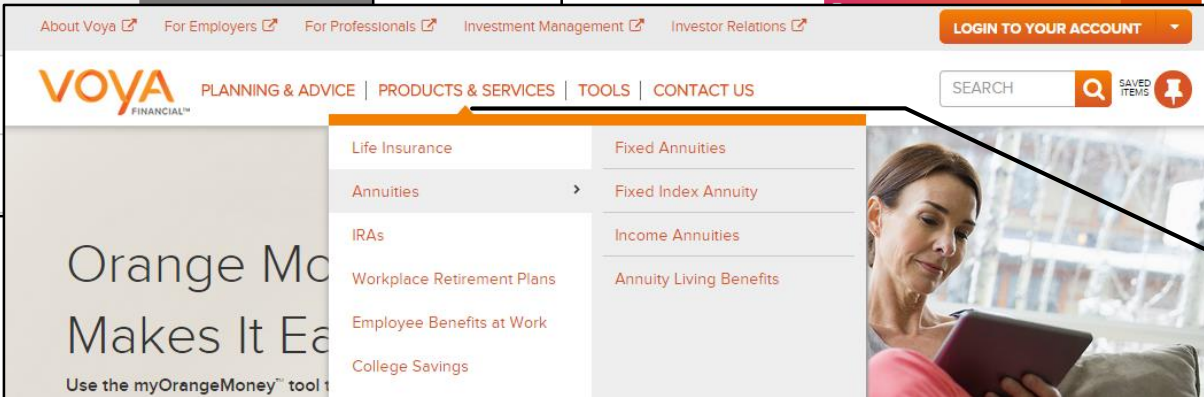 About Voya For Employers For Professionals Investment Management Investor Relations LOGIN TO YOUR ACCOUNT
VOYA FINANCIAL™ PLANNING & ADVICE | PRODUCTS & SERVICES | TOOLS | CONTACT US SEARCH SAVED ITEMS
Life Insurance Fixed Annuities
Annuities Fixed Index Annuity
IRAs Income Annuities
Workplace Retirement Plans Annuity Living Benefits
Employee Benefits at Work
College Savings
Orange Mo
Makes It Ea
Use the myOrangeMoney™ tool t